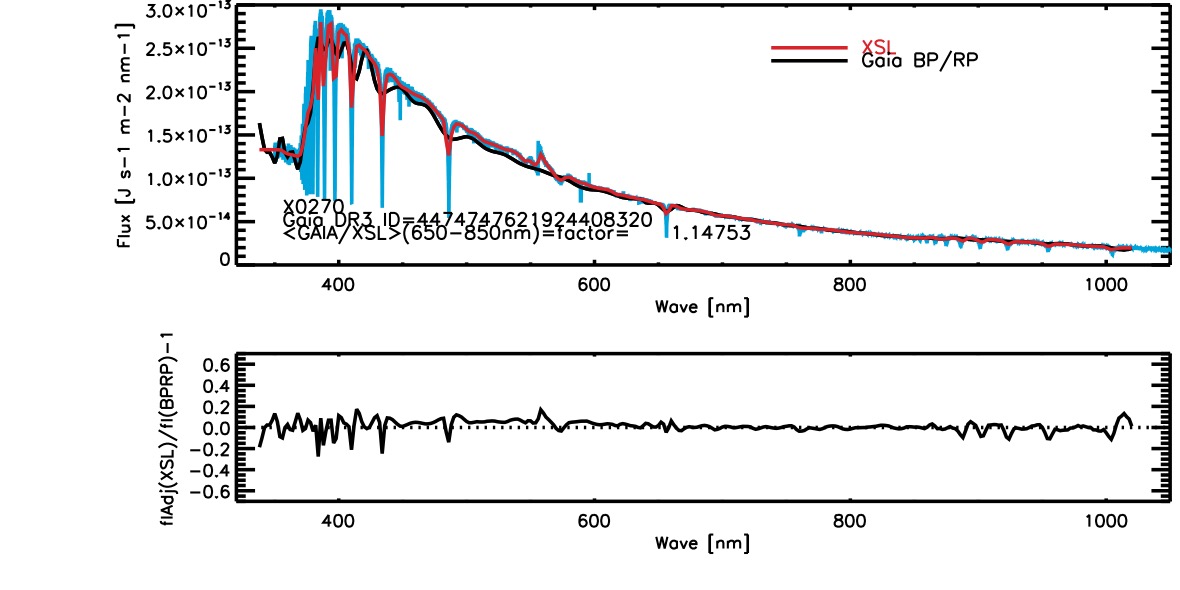 3.0×10−13
2.5×10−13
2.0×10−13
1.5×10−13
1.0×10−13
5.0×10−14
0
Flux [J s−1 m−2 nm−1]
XSL
Gaia BP/RP
X0270
Gaia DR3 ID=4474747621924408320
<GAIA/XSL>(650−850nm)=factor= 1.14753
400 600 800 1000
Wave [nm]
0.6
0.4
0.2
0.0
−0.2
−0.4
−0.6
flAdj(XSL)/fl(BPRP)−1
400 600 800 1000
Wave [nm]